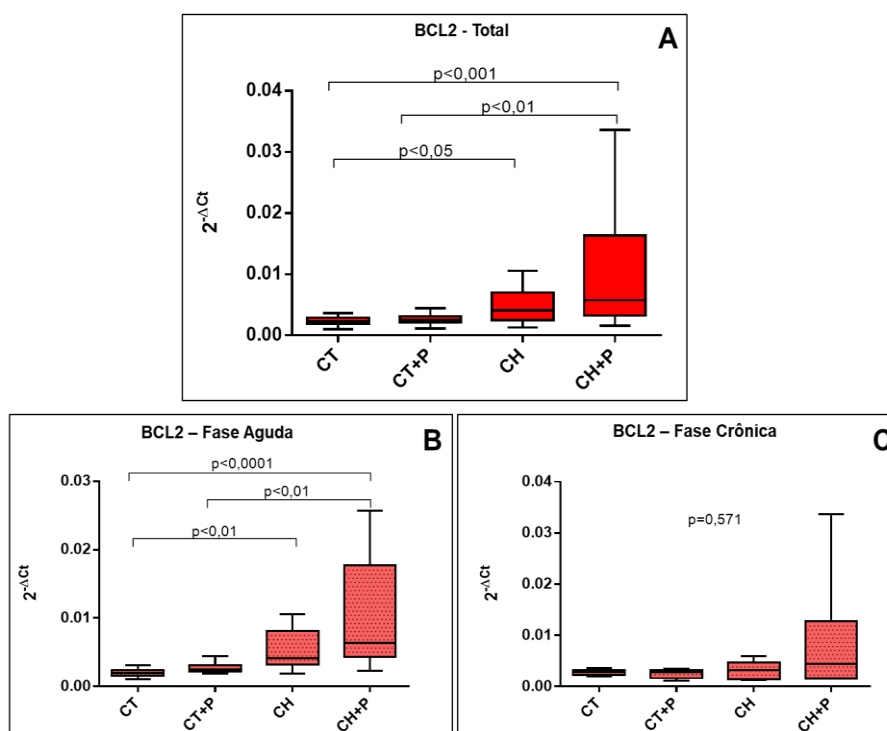 BCL2 - Total
A
p<0,001
0.04
p<0,01
0.03
p<0,05
0.02
2-ΔCt
0.01
0.00
CT
CT+P
CH
CH+P
BCL2 – Fase Aguda
B
p<0,0001
0.03
p<0,01
p<0,01
0.02
2-ΔCt
0.01
0.00
CT
CT+P
CH
CH+P
BCL2 – Fase Crônica
C
0.04
p=0,571
0.03
0.02
2-ΔCt
0.01
0.00
CT
CT+P
CH
CH+P